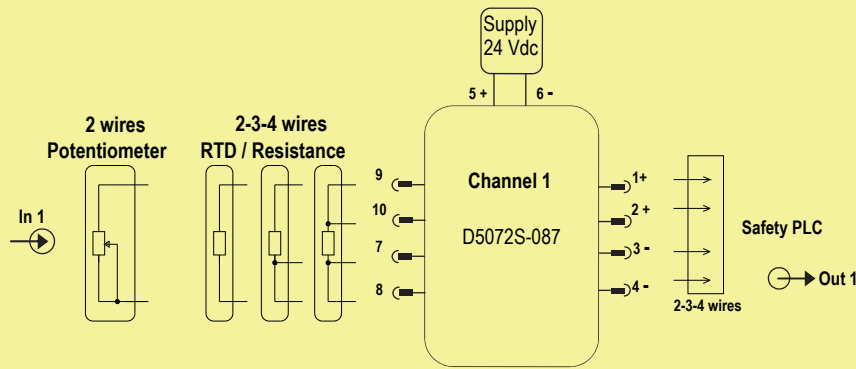 Supply
24 Vdc
5 + 6 -
2 wires
Potentiometer
2-3-4 wires
RTD / Resistance
In 1
9
10
7
8
Channel 1
D5072S-087
1+
2 +
3 -
4 -
Safety PLC
Out 1
2-3-4 wires